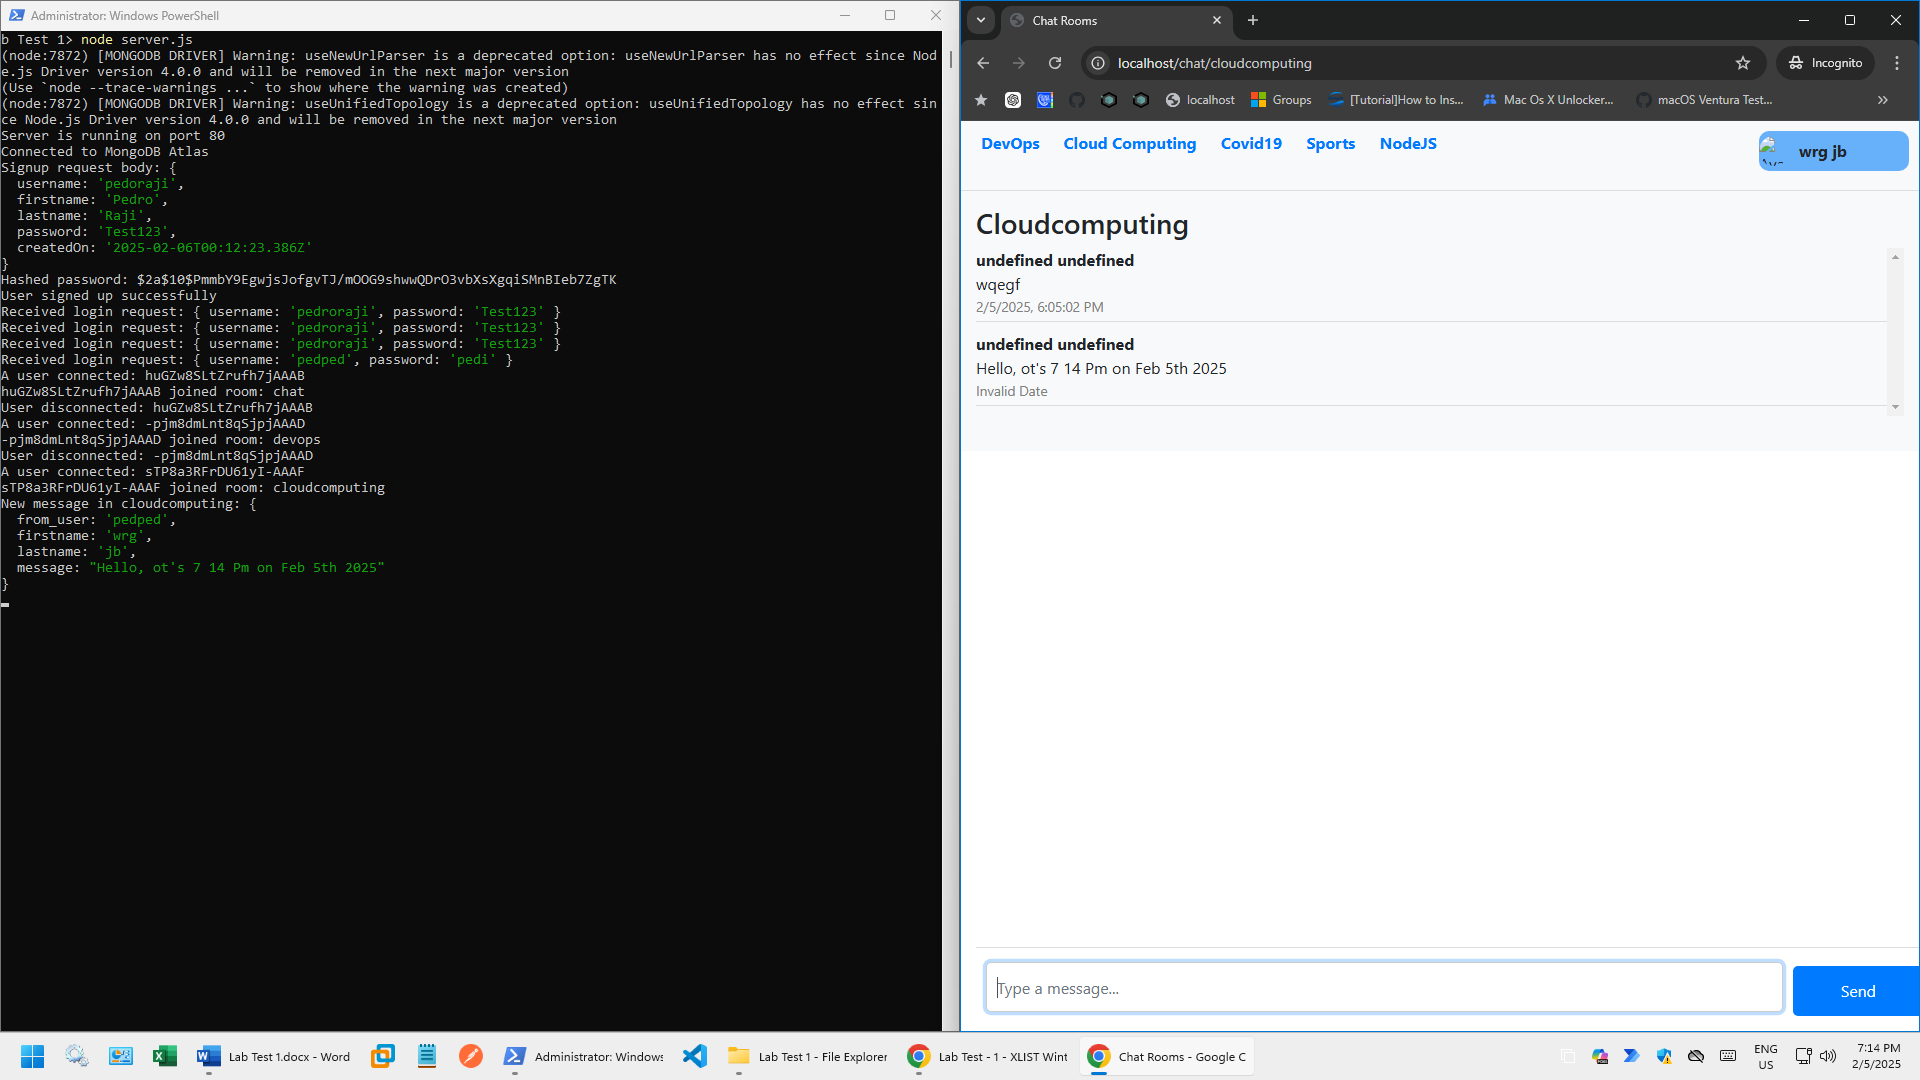 Administrator: Windows PowerShell
b Test 1> node server.js
(node:7872) [MONGODB DRIVER] Warning: useNewUrlParser is a deprecated option: useNewUrlParser has no effect since Nod
e.js Driver version 4.0.0 and will be removed in the next major version
(Use `node --trace-warnings ...` to show where the warning was created)
(node:7872) [MONGODB DRIVER] Warning: useUnifiedTopology is a deprecated option: useUnifiedTopology has no effect sin
ce Node.js Driver version 4.0.0 and will be removed in the next major version
Server is running on port 80
Connected to MongoDB Atlas
Signup request body: {
  username: 'pedoraji',
  firstname: 'Pedro',
  lastname: 'Raji',
  password: 'Test123',
  createdOn: '2025-02-06T00:12:23.386Z'
}
Hashed password: $2a$10$PmmbY9EgwjsJofgvTJ/mOOG9shwwQDrO3vbXsXgqiSMnBIeb7ZgTK
User signed up successfully
Received login request: { username: 'pedroraji', password: 'Test123' }
Received login request: { username: 'pedroraji', password: 'Test123' }
Received login request: { username: 'pedroraji', password: 'Test123' }
Received login request: { username: 'pedped', password: 'pedi' }
A user connected: huGZw8SLtZrufh7jAAAB
huGZw8SLtZrufh7jAAAB joined room: chat
User disconnected: huGZw8SLtZrufh7jAAAB
A user connected: -pjm8dmLnt8qSjpjAAAD
-pjm8dmLnt8qSjpjAAAD joined room: devops
User disconnected: -pjm8dmLnt8qSjpjAAAD
A user connected: sTP8a3RFrDU61yI-AAAF
sTP8a3RFrDU61yI-AAAF joined room: cloudcomputing
New message in cloudcomputing: {
  from_user: 'pedped',
  firstname: 'wrg',
  lastname: 'jb',
  message: "Hello, ot's 7 14 Pm on Feb 5th 2025"
}
Chat Rooms
localhost/chat/cloudcomputing
Incognito
localhost Groups [Tutorial]How to Ins... Mac Os X Unlocker... macOS Ventura Test...
DevOps Cloud Computing Covid19 Sports NodeJS
wrg jb
Cloudcomputing
undefined undefined
wqegf
2/5/2025, 6:05:02 PM
undefined undefined
Hello, ot's 7 14 Pm on Feb 5th 2025
Invalid Date
Type a message...
Send
Lab Test 1.docx - Word
Administrator: Windows
Lab Test 1 - File Explorer
Lab Test - 1 - XLIST Wint
Chat Rooms - Google C
ENG
US
7:14 PM
2/5/2025